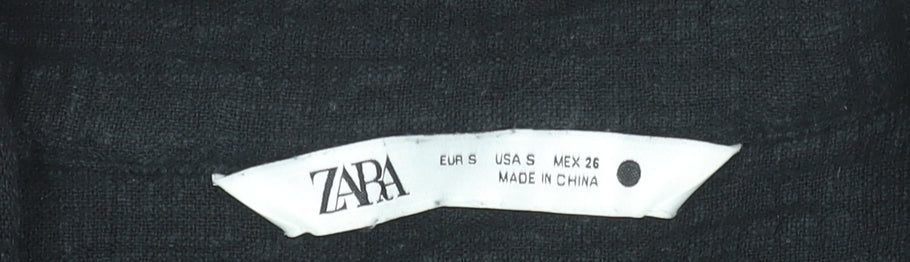 ZARA
EUR S USA S MEX 26
MADE IN CHINA